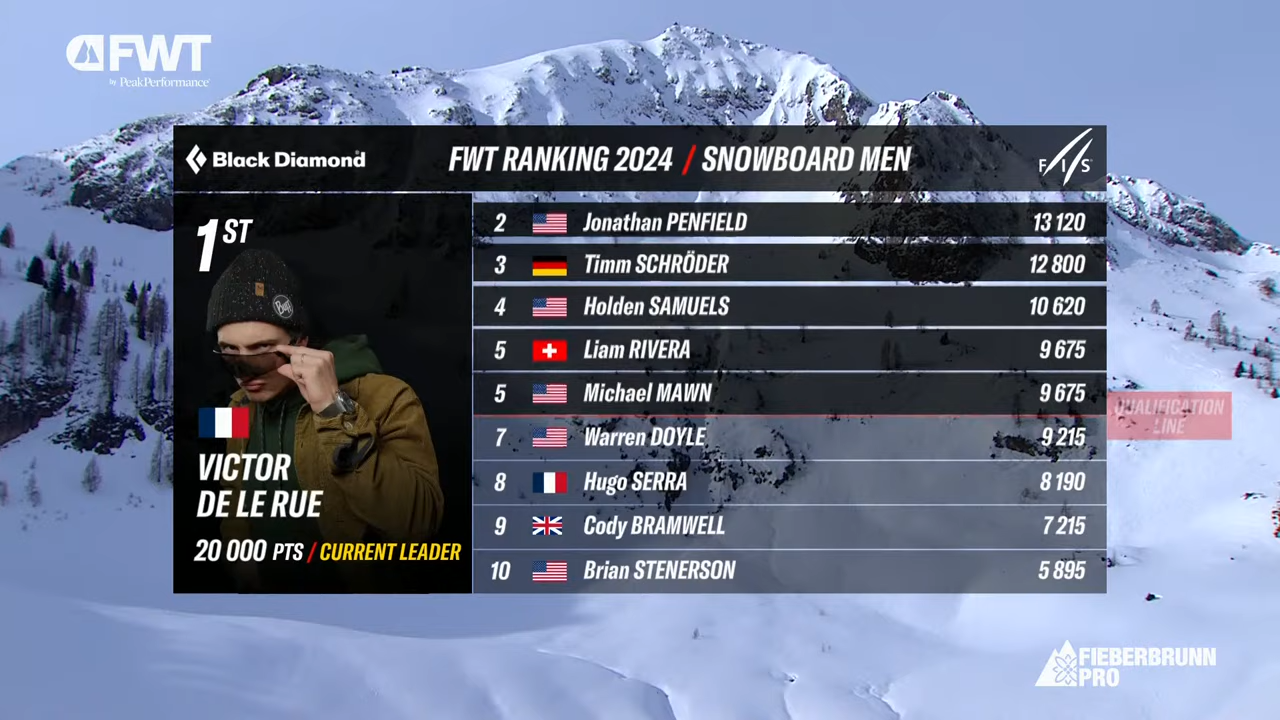 FWT
by PeakPerformance
Black Diamond
FWT RANKING 2024 / SNOWBOARD MEN
FIS
1ST
Buff
VICTOR
DE LE RUE
20 000 PTS / CURRENT LEADER
2 Jonathan PENFIELD 13 120
3 Timm SCHRÖDER 12 800
4 Holden SAMUELS 10 620
5 Liam RIVERA 9 675
5 Michael MAWN 9 675
QUALIFICATION
LINE
7 Warren DOYLE 9 215
8 Hugo SERRA 8 190
9 Cody BRAMWELL 7 215
10 Brian STENERSON 5 895
FIEBERBRUNN
PRO